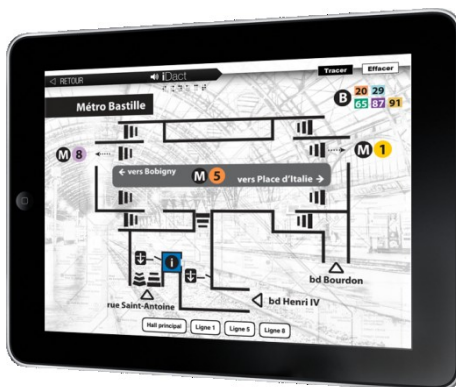 RETOUR
iDact
Tracer
Effacer
Métro Bastille
B 20 29
65 87 91
M 8
M 1
← vers Bobigny
M 5
vers Place d'Italie →
i
bd Bourdon
rue Saint-Antoine
bd Henri IV
Hall principal
Ligne 1
Ligne 5
Ligne 8